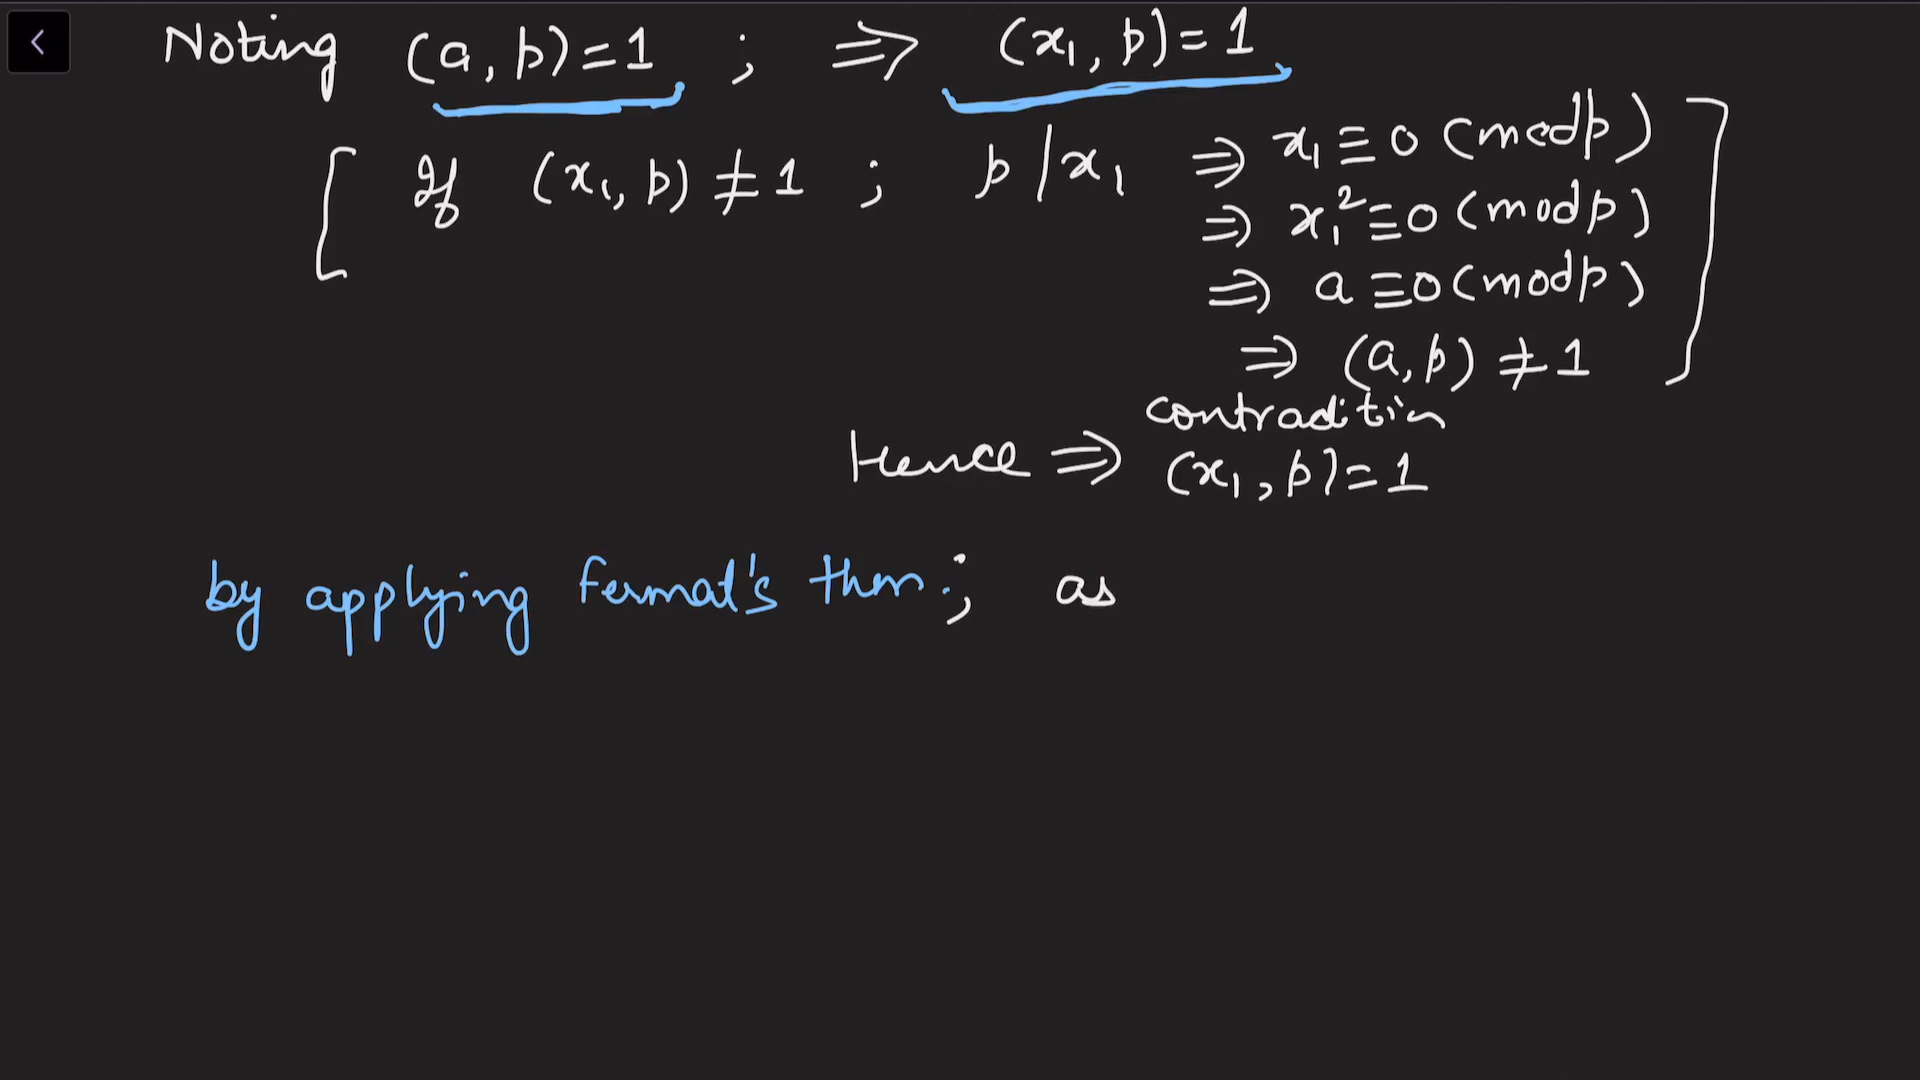 Noting (a, p) = 1 ; ⇒ (x₁, p) = 1
[ If (x₁, p) ≠ 1 ; p | x₁ ⇒ x₁ ≡ 0 (mod p)
⇒ x₁² ≡ 0 (mod p)
⇒ a ≡ 0 (mod p)
⇒ (a, p) ≠ 1 ]
contraditin
Hence ⇒ (x₁, p) = 1
by applying Fermat's thm. ; as